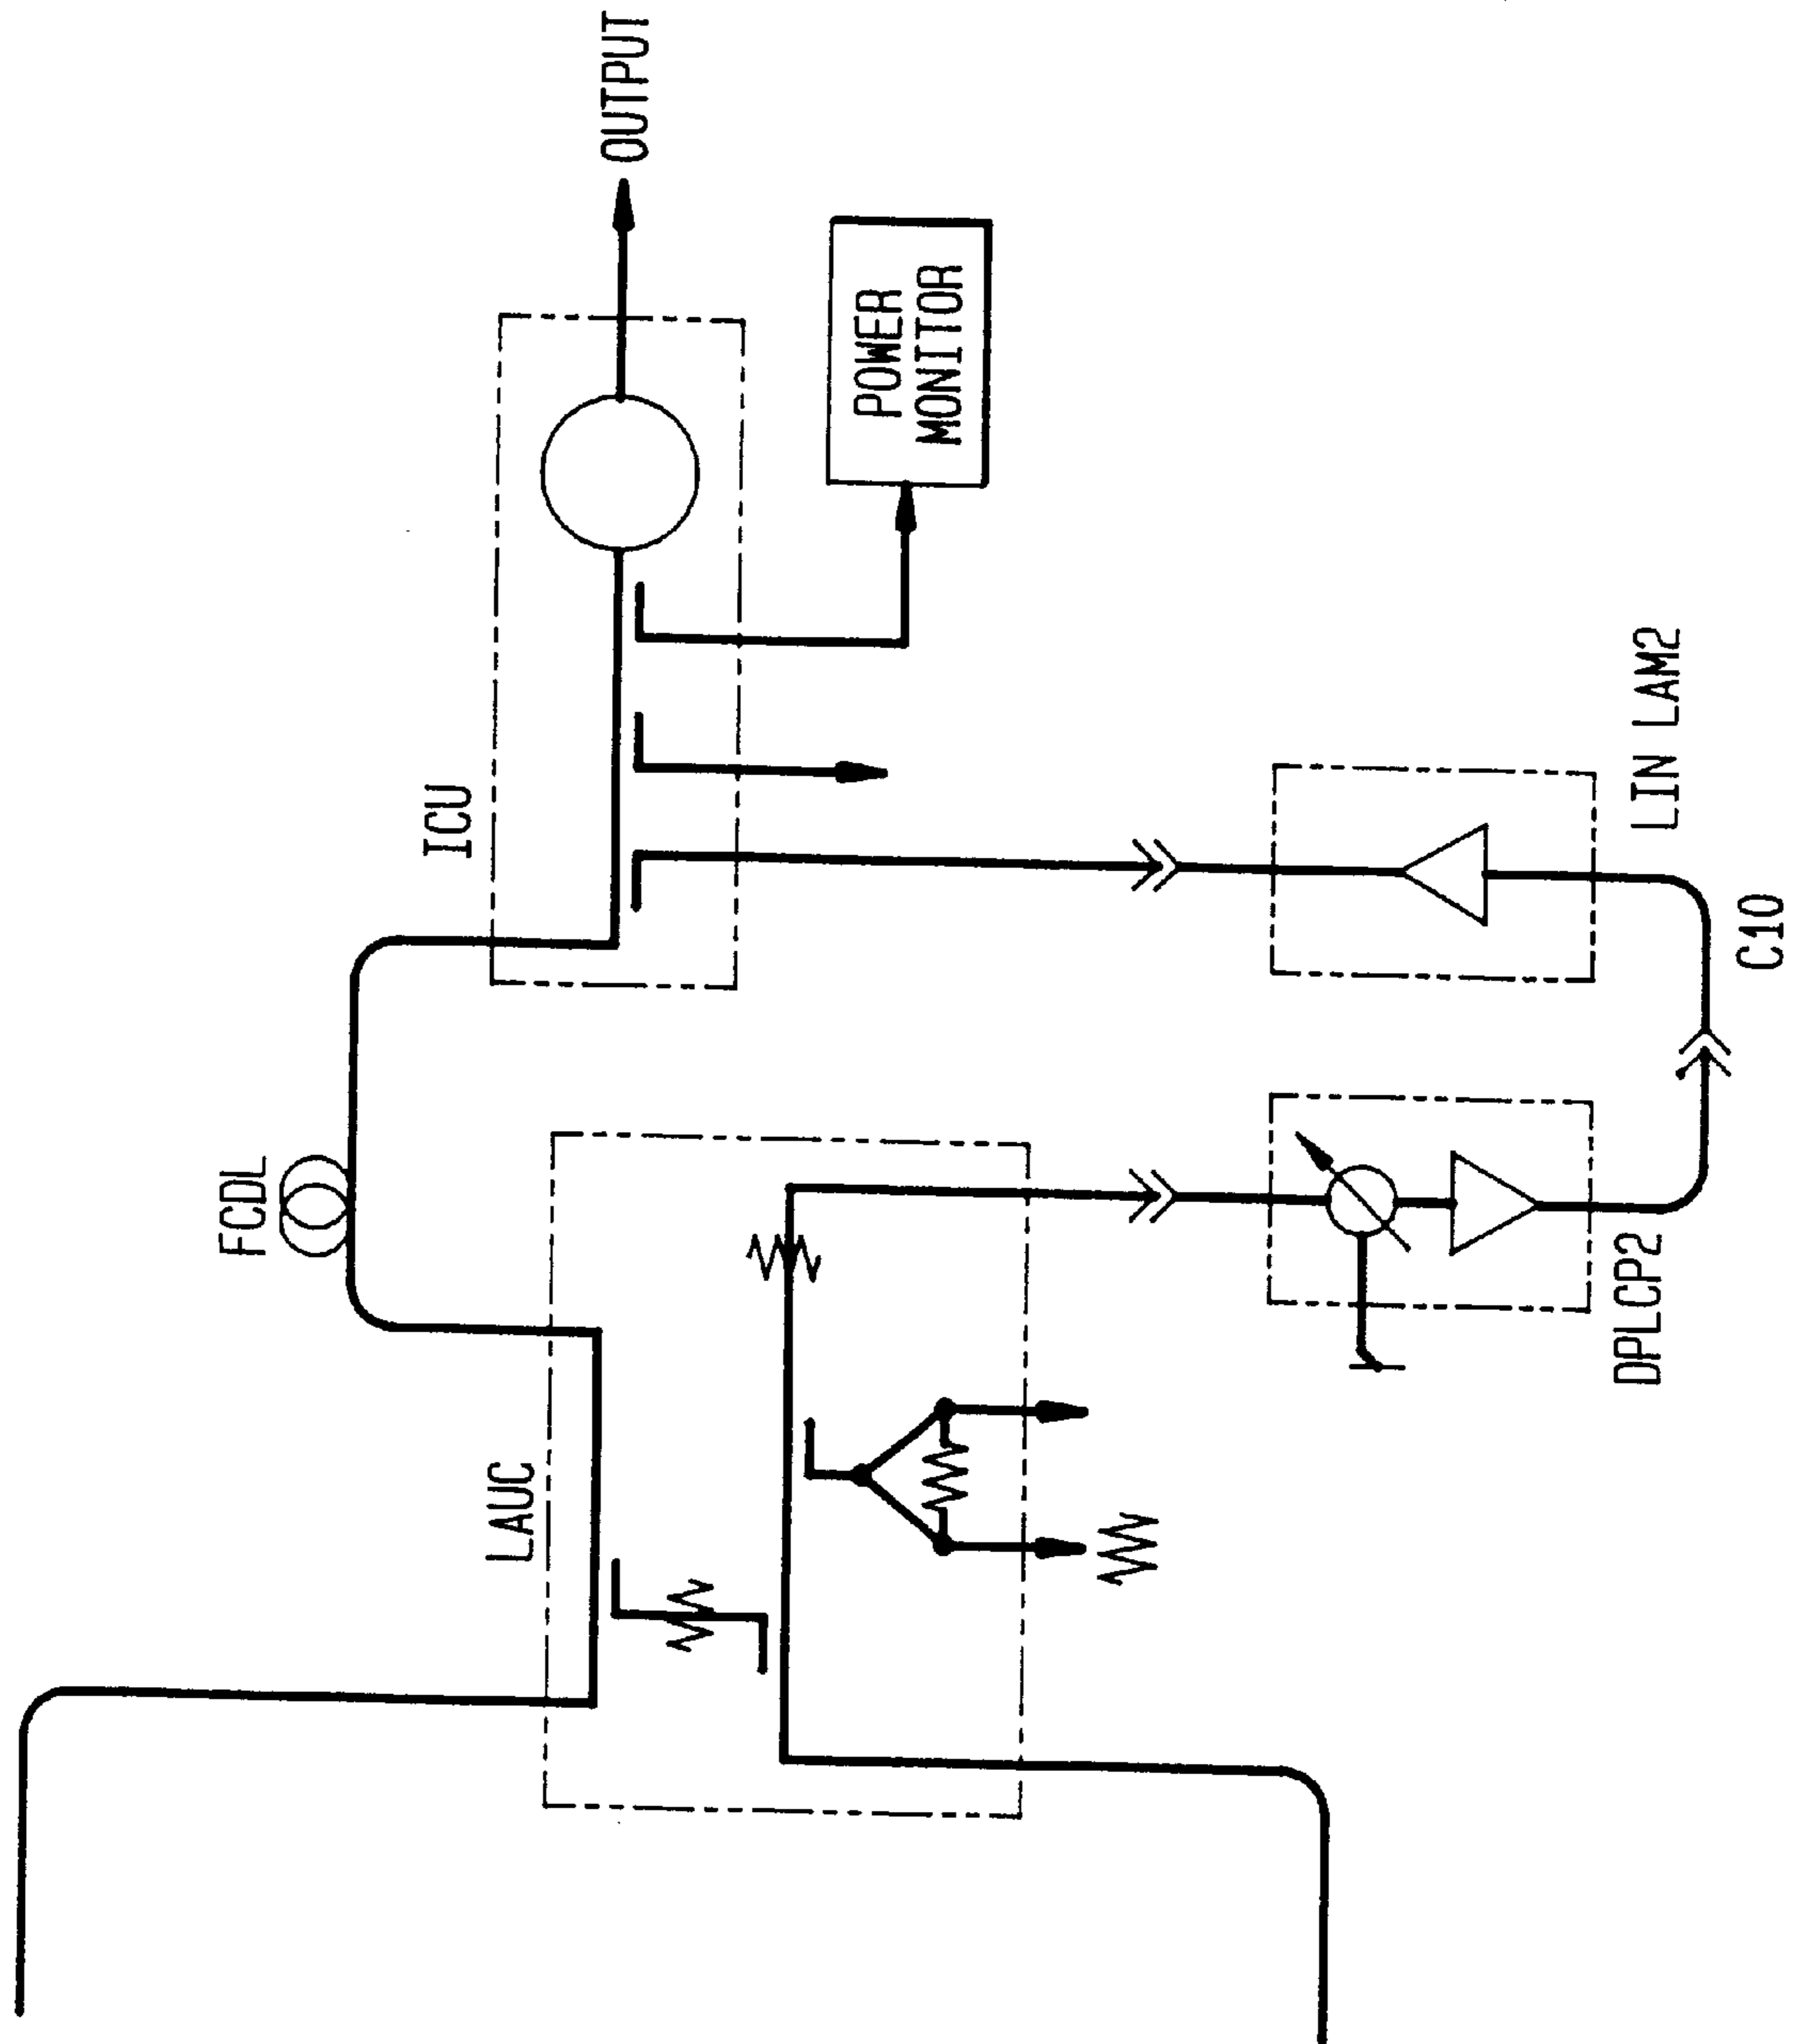 FCDL
ICU
OUTPUT
LAUC
POWER
MONITOR
DPLCP2
LIN LAM2
C10